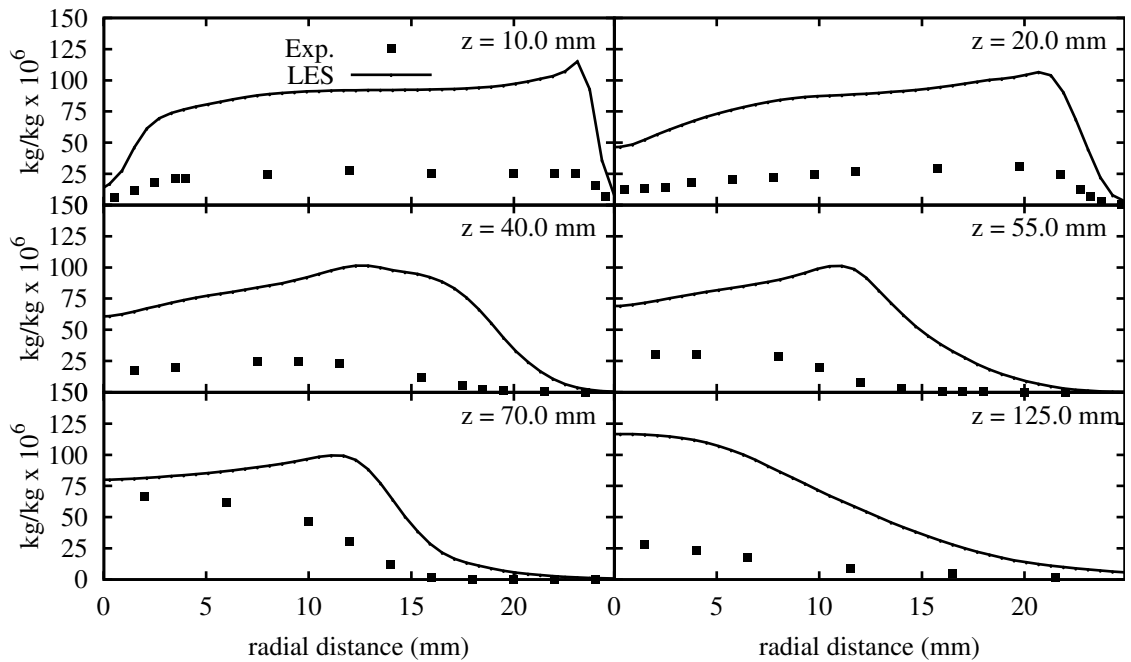 150
125
100
75
50
25
kg/kg x 10^6
Exp.
LES
z = 10.0 mm
z = 20.0 mm
150
125
100
75
50
25
kg/kg x 10^6
z = 40.0 mm
z = 55.0 mm
150
125
100
75
50
25
0
kg/kg x 10^6
z = 70.0 mm
z = 125.0 mm
0 5 10 15 20 0 5 10 15 20
radial distance (mm) radial distance (mm)